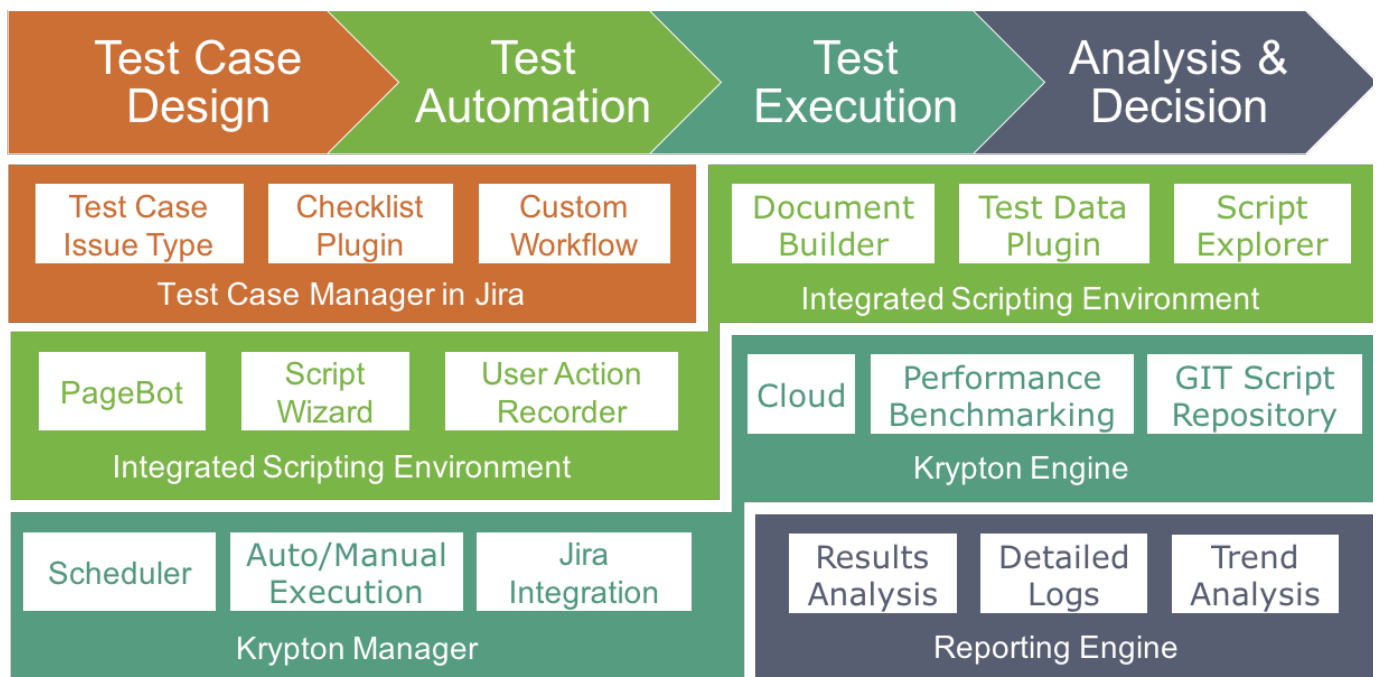 Test Case
Design
Test
Automation
Test
Execution
Analysis &
Decision
Test Case
Issue Type
Checklist
Plugin
Custom
Workflow
Test Case Manager in Jira
Document
Builder
Test Data
Plugin
Script
Explorer
Integrated Scripting Environment
PageBot
Script
Wizard
User Action
Recorder
Integrated Scripting Environment
Cloud
Performance
Benchmarking
GIT Script
Repository
Krypton Engine
Scheduler
Auto/Manual
Execution
Jira
Integration
Krypton Manager
Results
Analysis
Detailed
Logs
Trend
Analysis
Reporting Engine